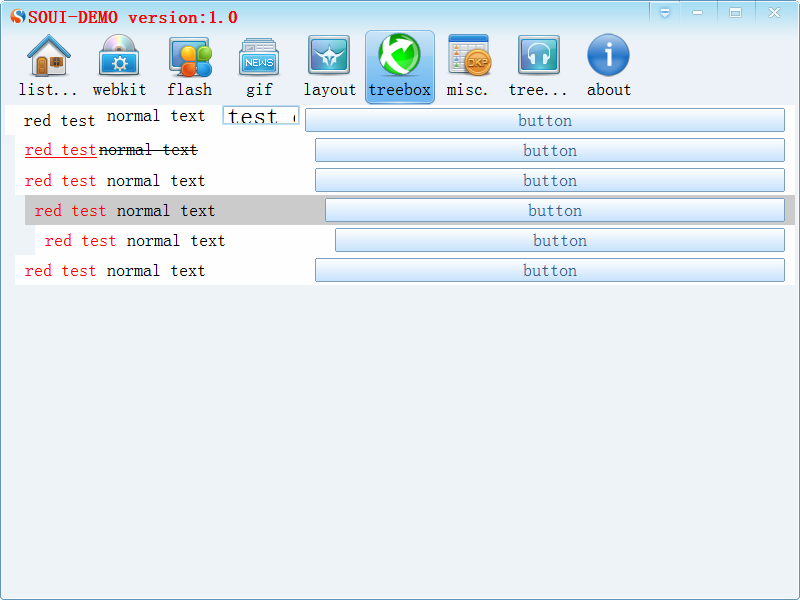 SOUI-DEMO version:1.0
list... webkit flash gif layout treebox misc. tree... about
NEWS
DKP
red test normal text test button
red test normal text button
red test normal text button
red test normal text button
red test normal text button
red test normal text button